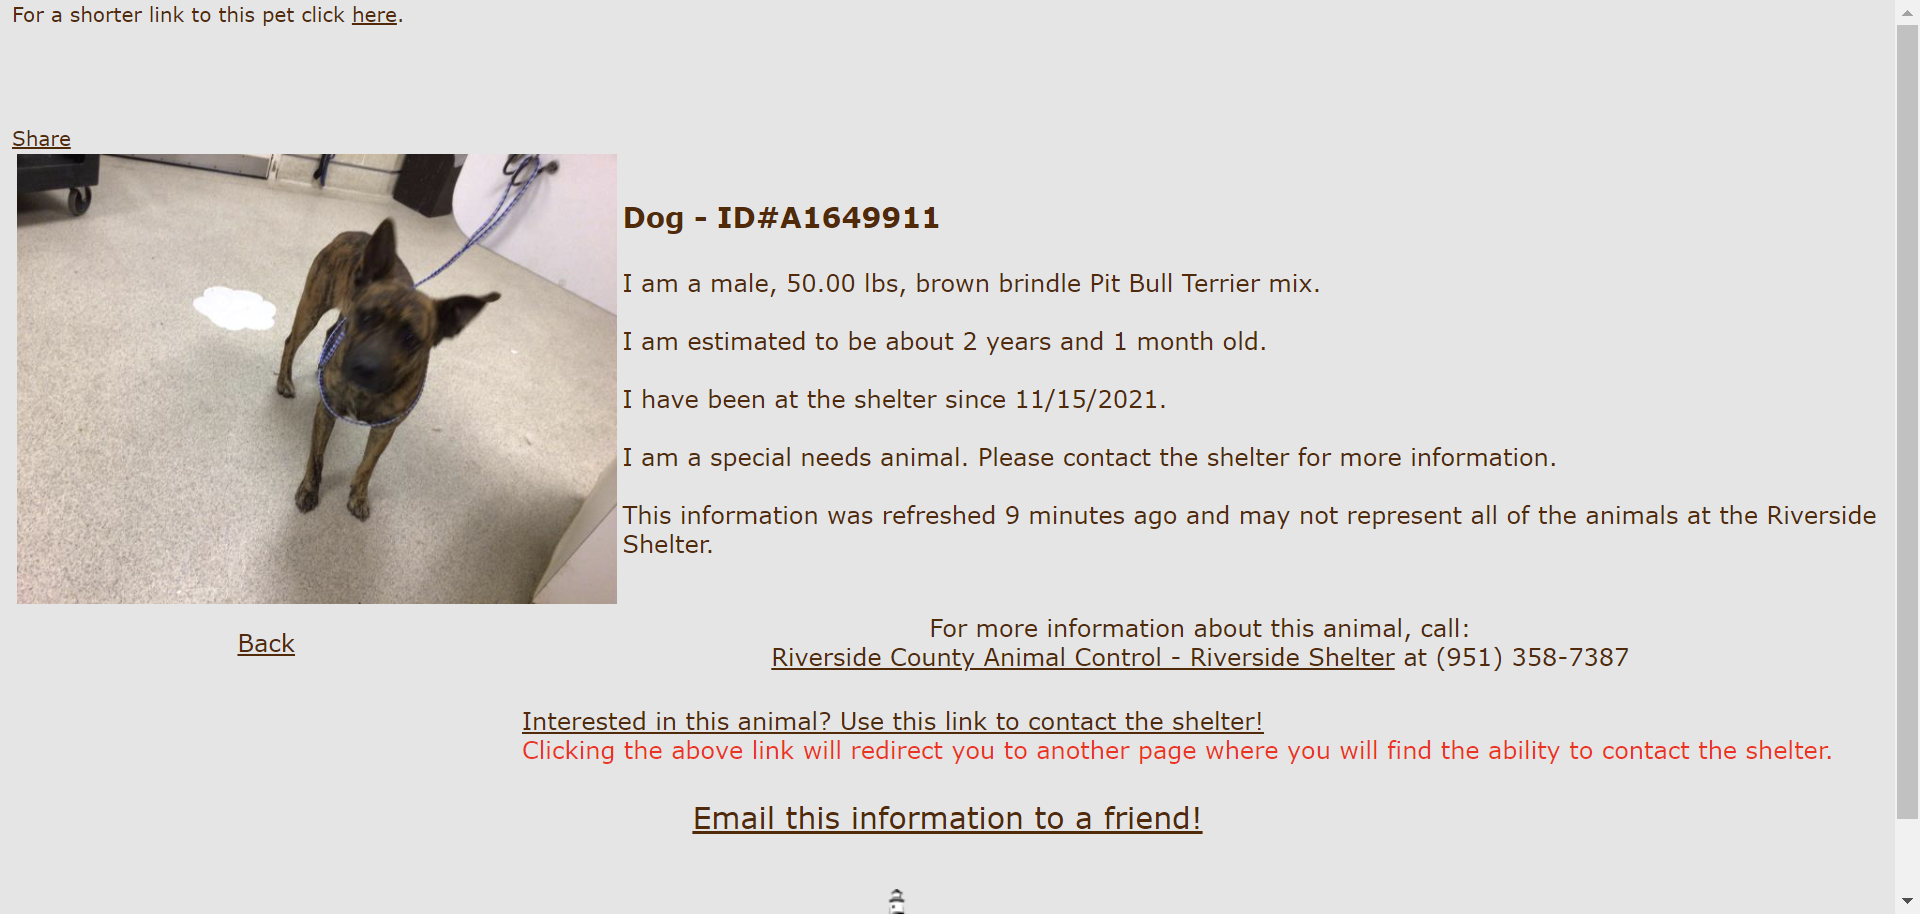 For a shorter link to this pet click here.
Share
Dog - ID#A1649911
I am a male, 50.00 lbs, brown brindle Pit Bull Terrier mix.
I am estimated to be about 2 years and 1 month old.
I have been at the shelter since 11/15/2021.
I am a special needs animal. Please contact the shelter for more information.
This information was refreshed 9 minutes ago and may not represent all of the animals at the Riverside
Shelter.
Back
For more information about this animal, call:
Riverside County Animal Control - Riverside Shelter at (951) 358-7387
Interested in this animal? Use this link to contact the shelter!
Clicking the above link will redirect you to another page where you will find the ability to contact the shelter.
Email this information to a friend!